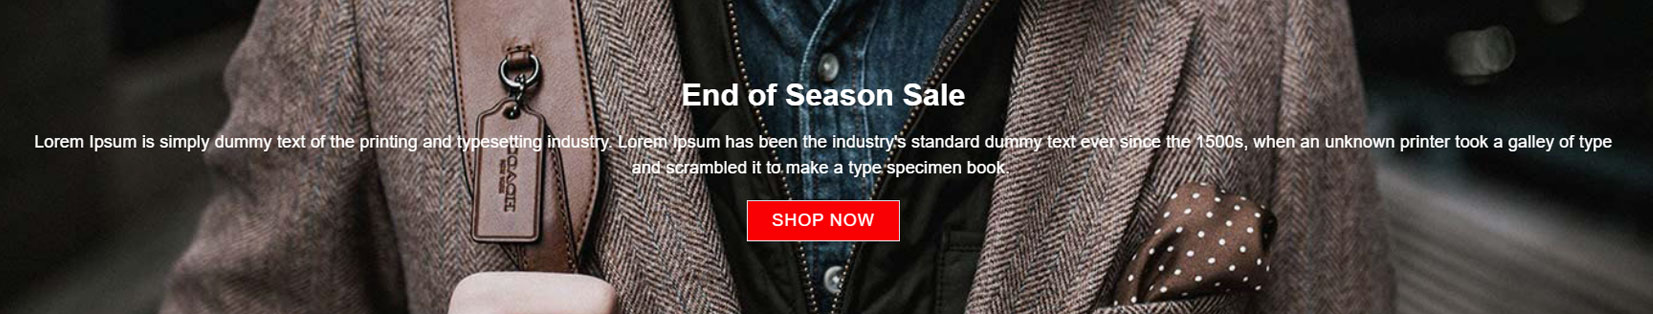 End of Season Sale
Lorem Ipsum is simply dummy text of the printing and typesetting industry. Lorem Ipsum has been the industry's standard dummy text ever since the 1500s, when an unknown printer took a galley of type
and scrambled it to make a type specimen book.
SHOP NOW